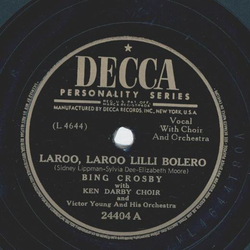 DECCA
PERSONALITY SERIES
MANUFACTURED BY DECCA RECORDS, INC., NEW YORK, U.S.A.
(L 4644)
Vocal
With Choir
And Orchestra
LAROO, LAROO LILLI BOLERO
(Sidney Lippman-Sylvia Dee-Elizabeth Moore)
BING CROSBY
with
KEN DARBY CHOIR
and
Victor Young And His Orchestra
24404 A